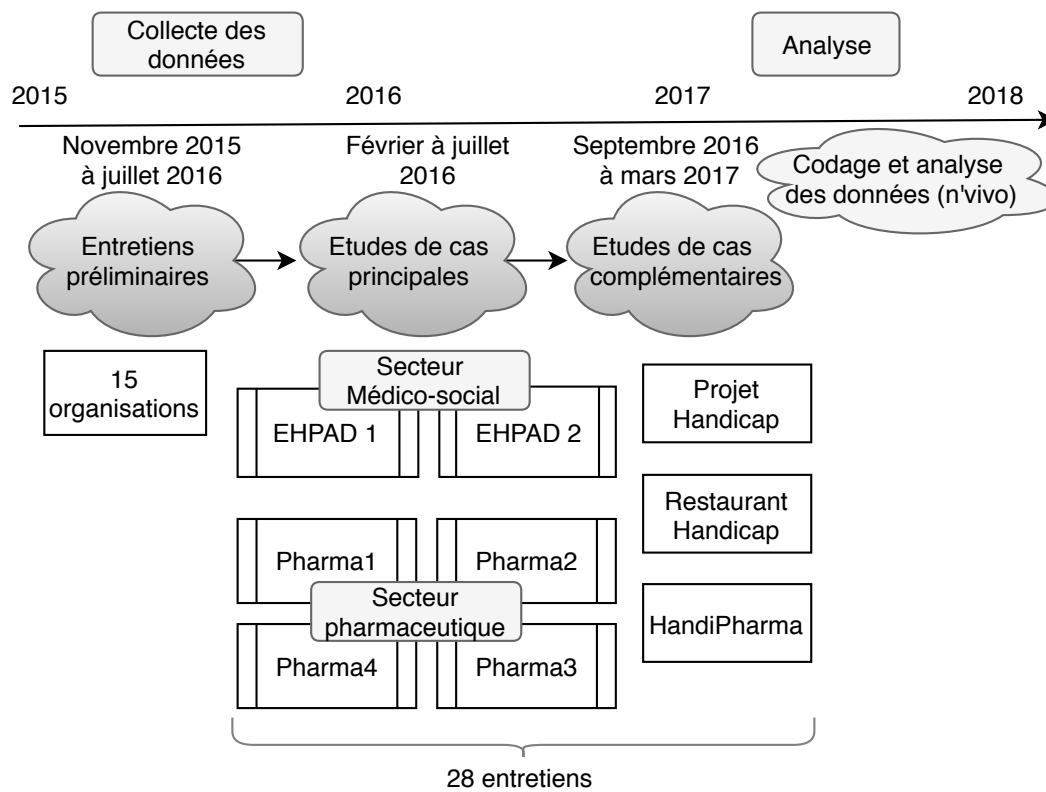 Collecte des
données
Analyse
2015
2016
2017
2018
Novembre 2015
à juillet 2016
Février à juillet
2016
Septembre 2016
à mars 2017
Codage et analyse
des données (n'vivo)
Entretiens
préliminaires
Etudes de cas
principales
Etudes de cas
complémentaires
15
organisations
Secteur
Médico-social
EHPAD 1
EHPAD 2
Projet
Handicap
Restaurant
Handicap
Pharma1
Pharma2
Secteur
pharmaceutique
HandiPharma
Pharma4
Pharma3
28 entretiens